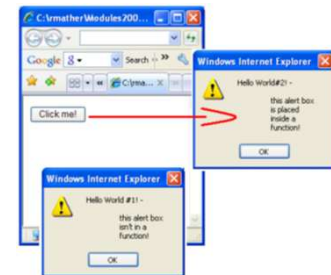 C:\rmather\Modules200...
Google
Search
C:\rma...
Click me!
Windows Internet Explorer
Hello World#2! -
this alert box
is placed
inside a
function!
OK
Windows Internet Explorer
Hello World #1! -
this alert box
isn't in a
function!
OK